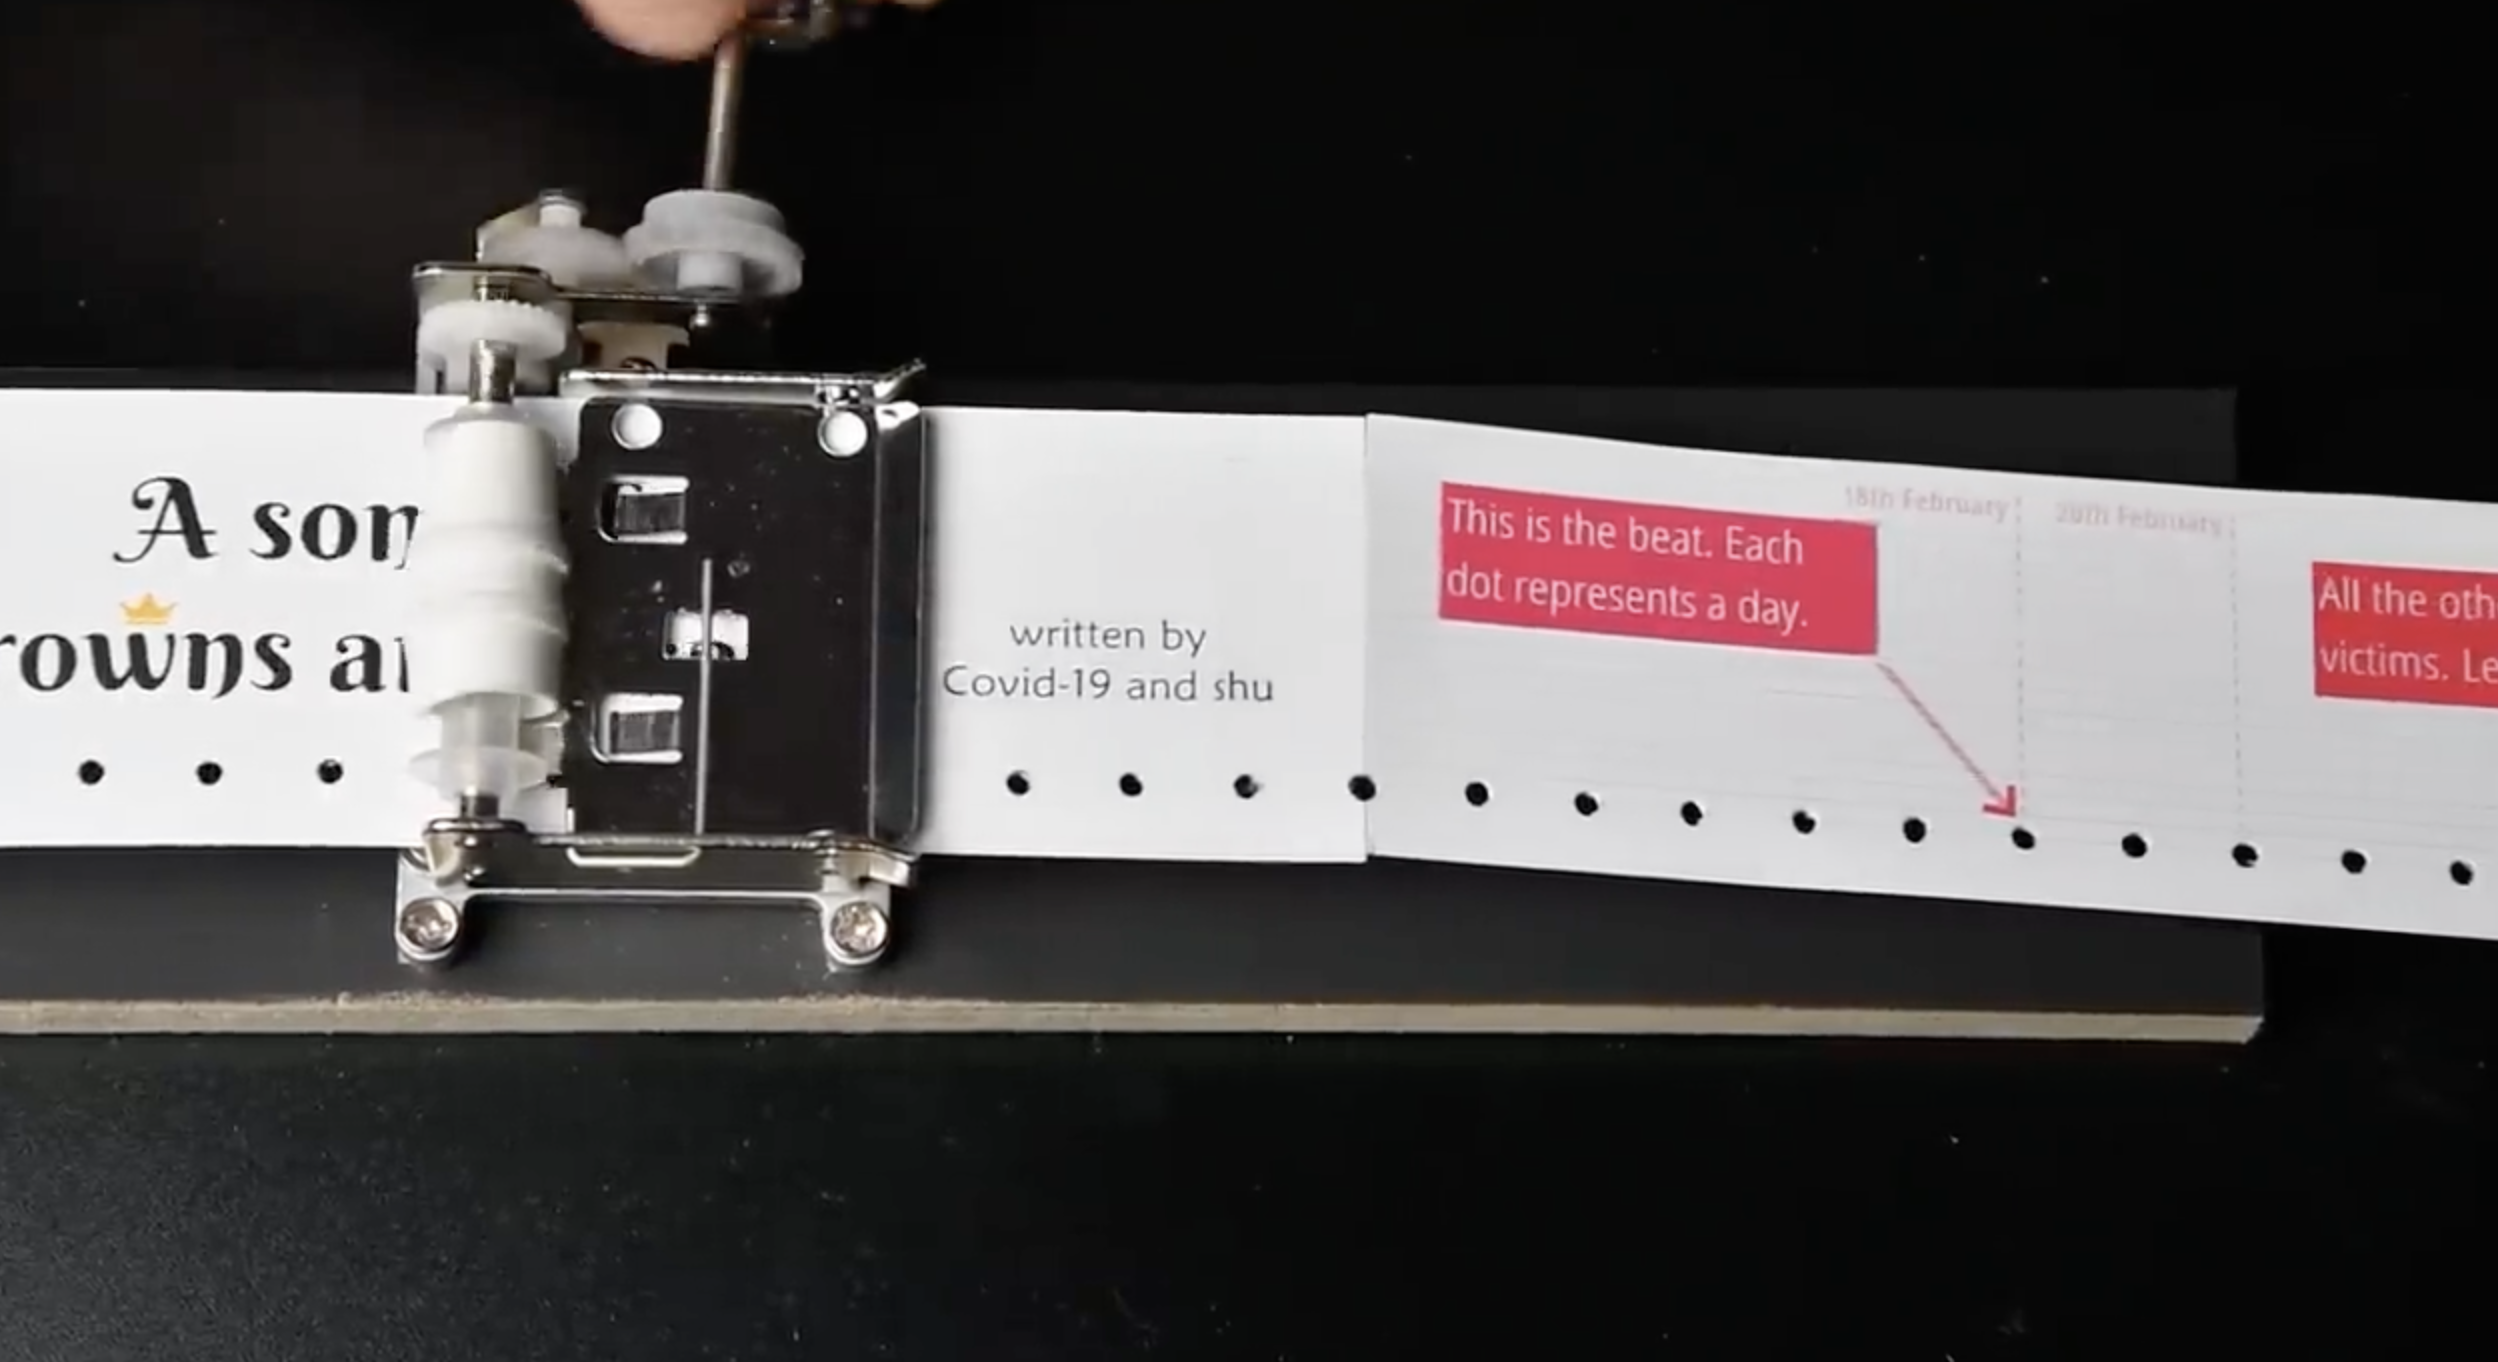 A son
rowns a
written by
Covid-19 and shu
This is the beat. Each
dot represents a day.
18th February
20th February
All the oth
victims. Le